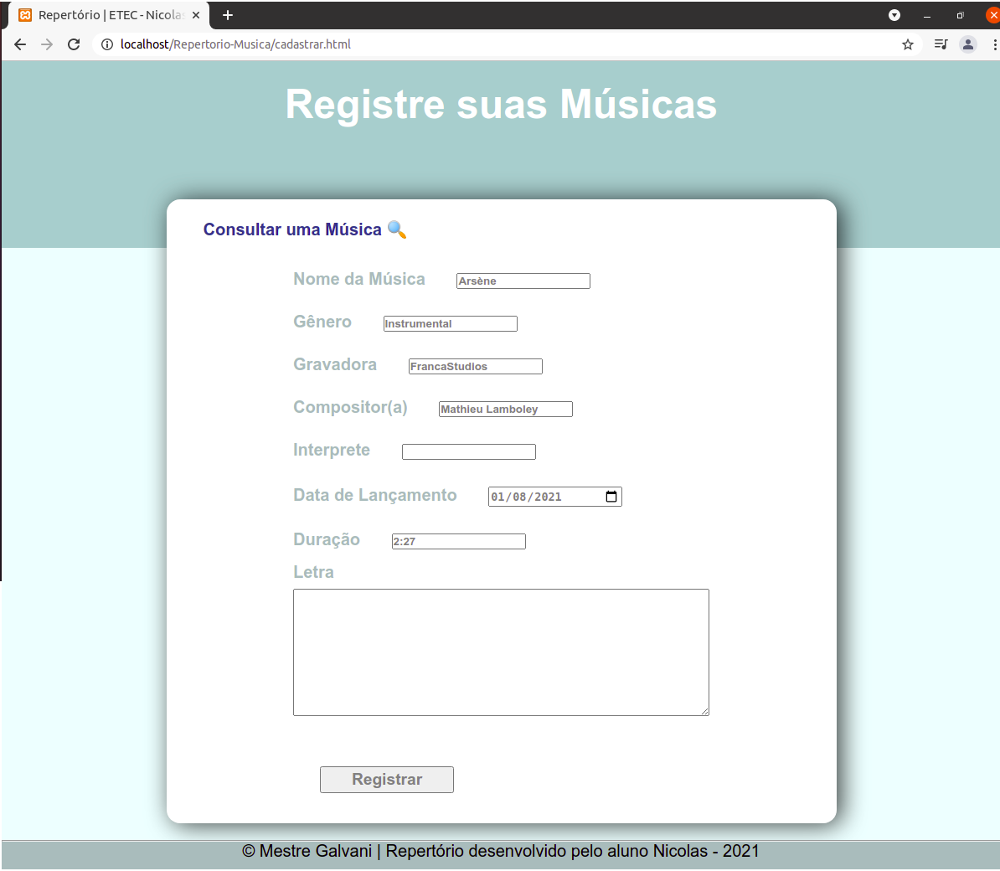 Repertório | ETEC - Nicolas
localhost/Repertorio-Musica/cadastrar.html
Registre suas Músicas
Consultar uma Música 🔍
Nome da Música Arsène
Gênero Instrumental
Gravadora FrancaStudios
Compositor(a) Mathieu Lamboley
Interprete
Data de Lançamento 01/08/2021
Duração 2:27
Letra
Registrar
© Mestre Galvani | Repertório desenvolvido pelo aluno Nicolas - 2021